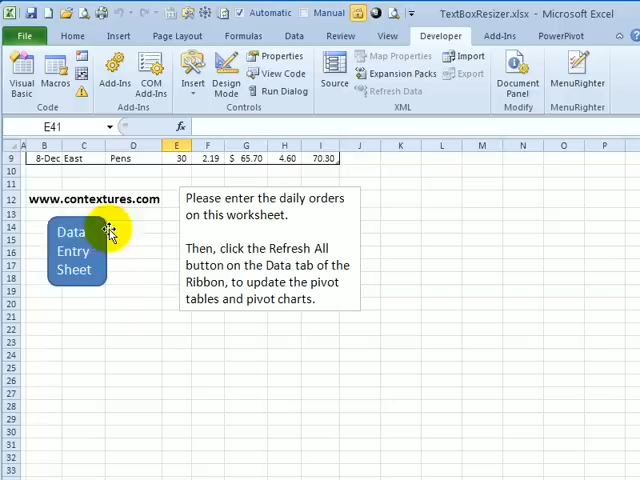 Automatic Manual TextBoxResizer.xlsx - Microsoft Excel
File Home Insert Page Layout Formulas Data Review View Developer Add-Ins PowerPivot
Visual Basic
Macros
Code
Add-Ins
COM Add-Ins
Add-Ins
Insert
Design Mode
Properties
View Code
Run Dialog
Controls
Source
Map Properties
Expansion Packs
Refresh Data
Import
Export
XML
Document Panel
Modify
MenuRighter
MenuRighter
E41 fx
A B C D E F G H I J K L M N O
9 8-Dec East Pens 30 2.19 $ 65.70 4.60 70.30
10
11
12
13
14
15
16
17
18
19
20
21
22
23
24
25
26
27
28
29
30
31
32
33
www.contextures.com
Data
Entry
Sheet
Please enter the daily orders
on this worksheet.
Then, click the Refresh All
button on the Data tab of the
Ribbon, to update the pivot
tables and pivot charts.